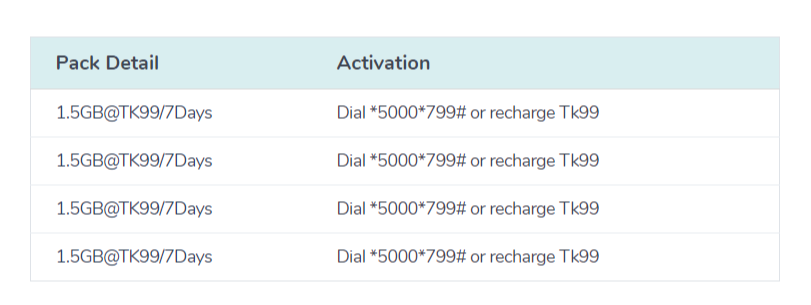 Pack Detail Activation
1.5GB@TK99/7Days Dial *5000*799# or recharge Tk99
1.5GB@TK99/7Days Dial *5000*799# or recharge Tk99
1.5GB@TK99/7Days Dial *5000*799# or recharge Tk99
1.5GB@TK99/7Days Dial *5000*799# or recharge Tk99